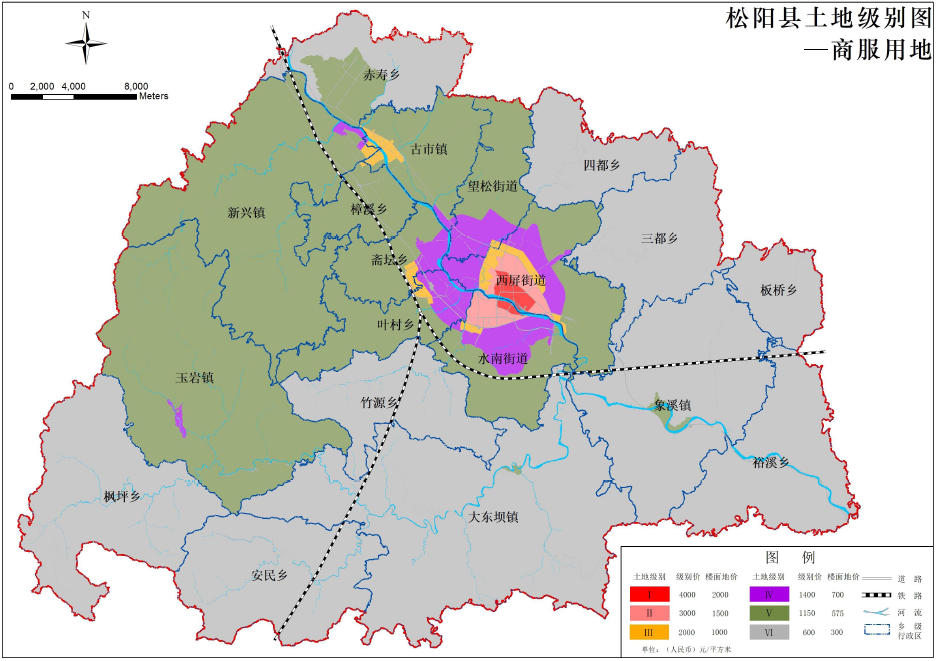 松阳县土地级别图
—商服用地
N
0 2,000 4,000 8,000
Meters
赤寿乡
古市镇
四都乡
望松街道
新兴镇
樟溪乡
三都乡
斋坛乡
西屏街道
板桥乡
叶村乡
水南街道
玉岩镇
竹源乡
象溪镇
裕溪乡
枫坪乡
大东坝镇
安民乡
图 例
土地级别 级别价 楼面地价 土地级别 级别价 楼面地价 道 路
I 4000 2000 IV 1400 700 铁 路
II 3000 1500 V 1150 575 河 流
III 2000 1000 VI 600 300 乡 级
行政区
单位：（人民币）元/平方米